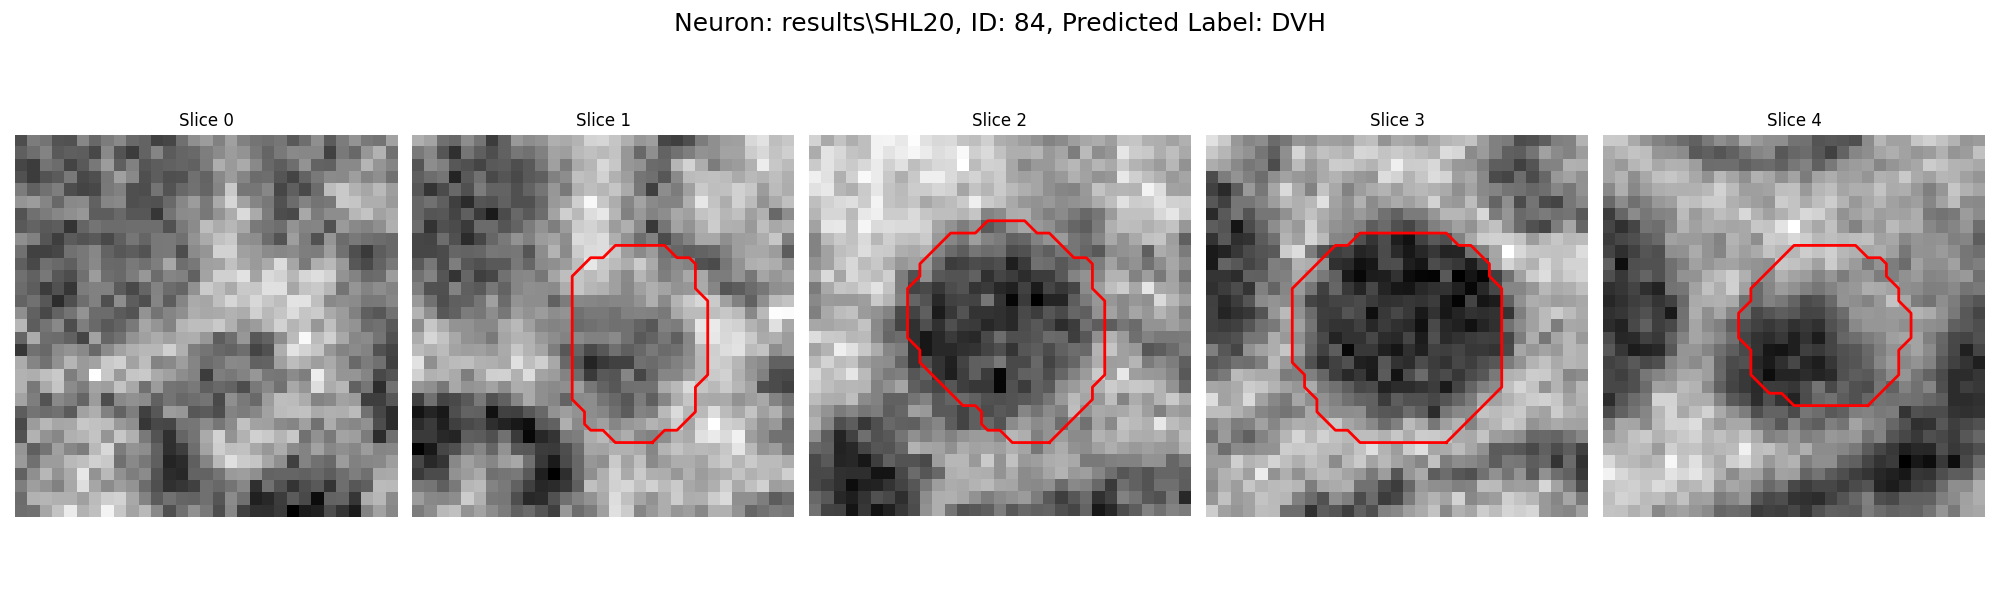 Neuron: results\SHL20, ID: 84, Predicted Label: DVH
Slice 0
Slice 1
Slice 2
Slice 3
Slice 4